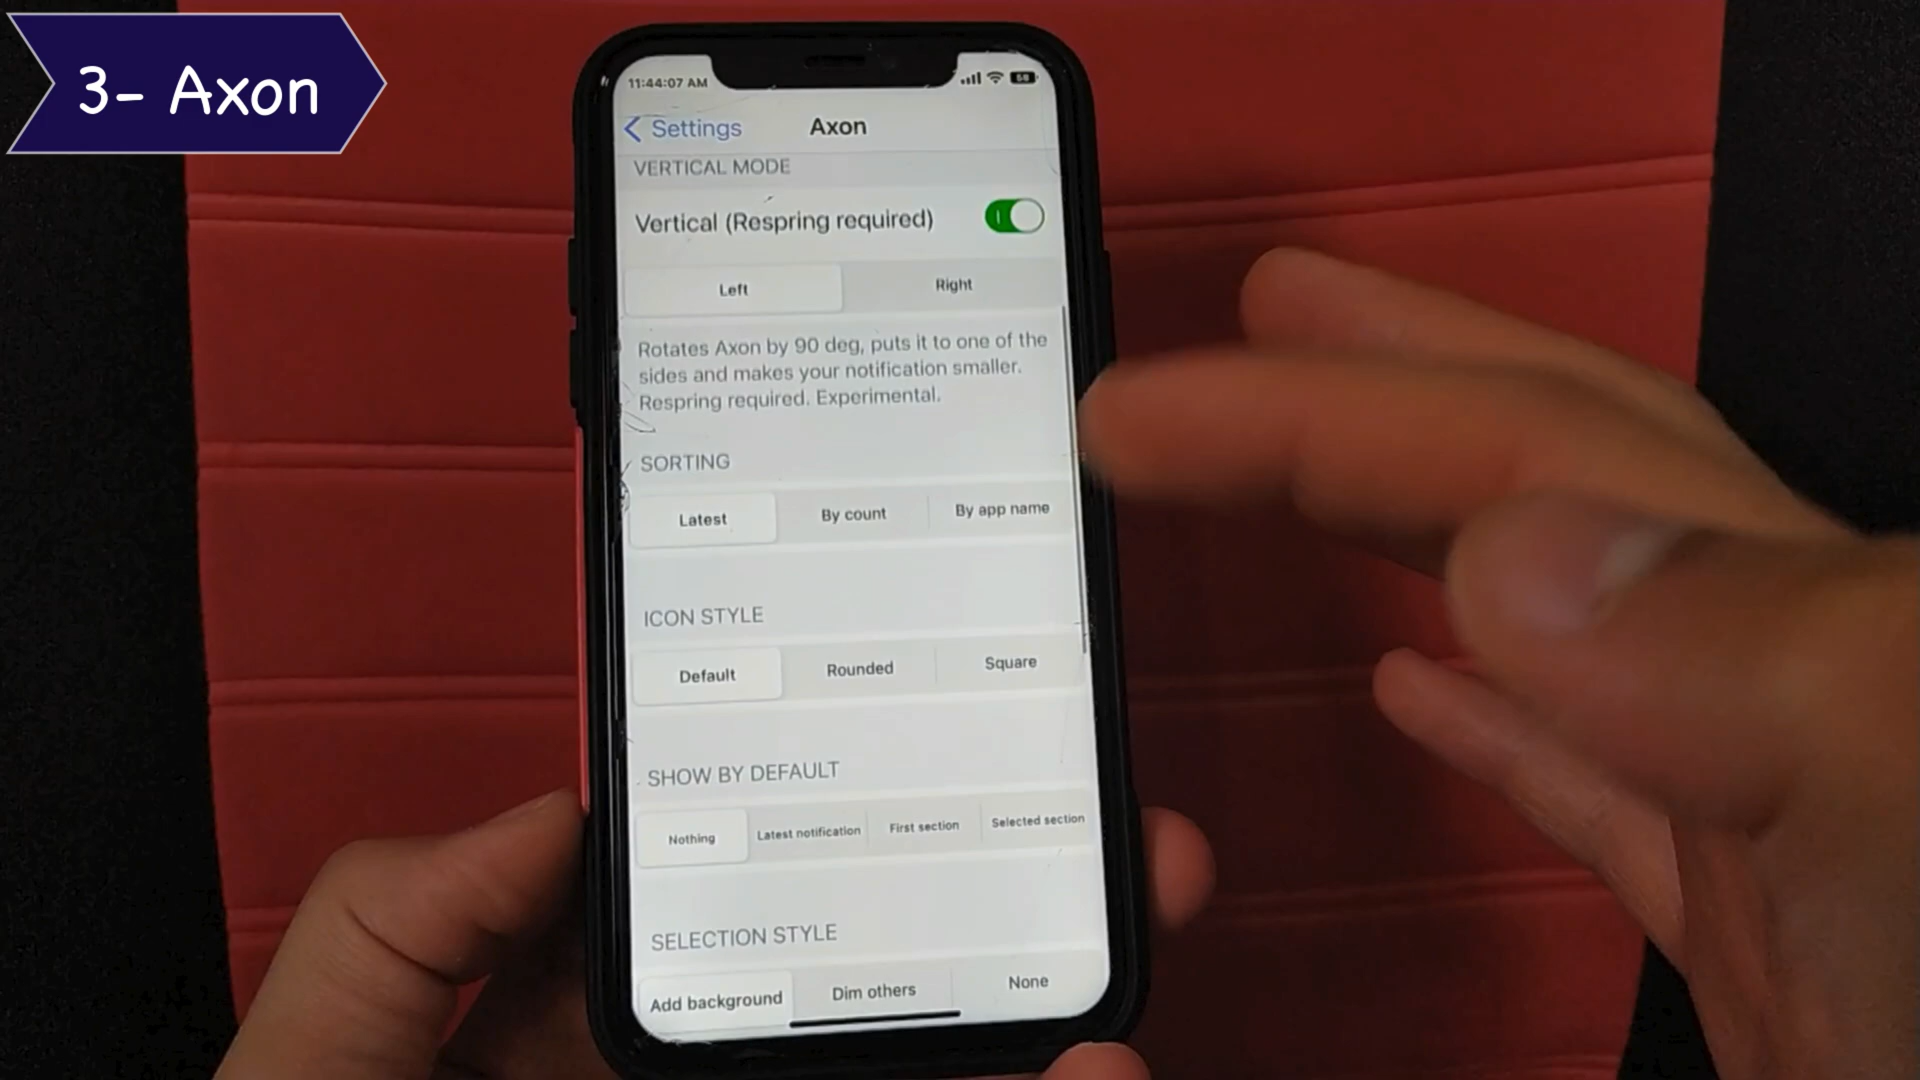 3- Axon
11:44:07 AM
58
Settings
Axon
VERTICAL MODE
Vertical (Respring required)
Left
Right
Rotates Axon by 90 deg, puts it to one of the
sides and makes your notification smaller.
Respring required. Experimental.
SORTING
Latest
By count
By app name
ICON STYLE
Default
Rounded
Square
SHOW BY DEFAULT
Nothing
Latest notification
First section
Selected section
SELECTION STYLE
Add background
Dim others
None